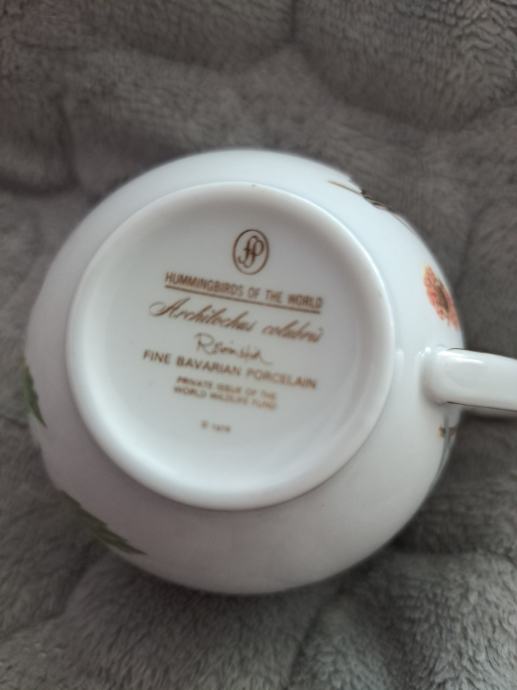 HUMMINGBIRDS OF THE WORLD
Archilochus colubris
FINE BAVARIAN PORCELAIN
PRIVATE ISSUE OF THE
WORLD WILDLIFE FUND